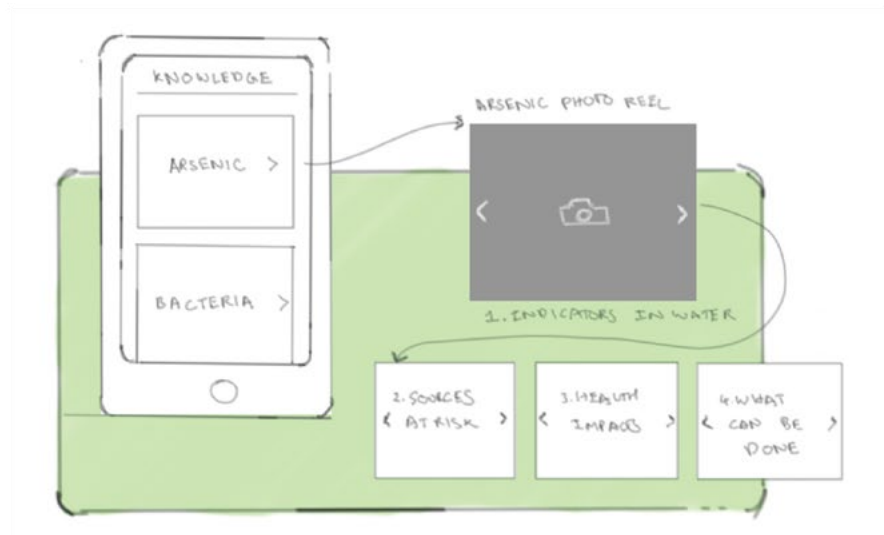 KNOWLEDGE
ARSENIC >
BACTERIA >
ARSENIC PHOTO REEL
< >
1. INDICATORS IN WATER
2. SOURCES
< AT RISK >
3. HEALTH
< IMPACTS >
4. WHAT
< CAN BE >
DONE